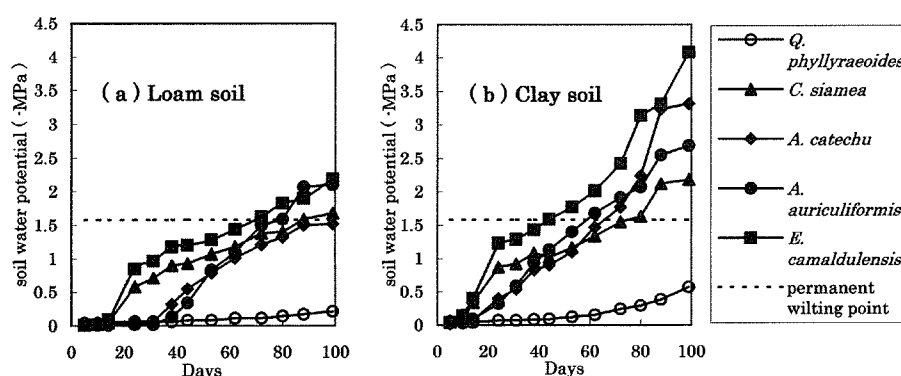 4.5
4
3.5
3
2.5
2
1.5
1
0.5
0
soil water potential ( -MPa)
( a ) Loam soil
0 20 40 60 80 100
Days
4.5
4
3.5
3
2.5
2
1.5
1
0.5
0
soil water potential ( -MPa)
( b ) Clay soil
0 20 40 60 80 100
Days
Q.
phyllyraeoides
C. siamea
A. catechu
A.
auriculiformis
E.
camaldulensis
permanent
wilting point